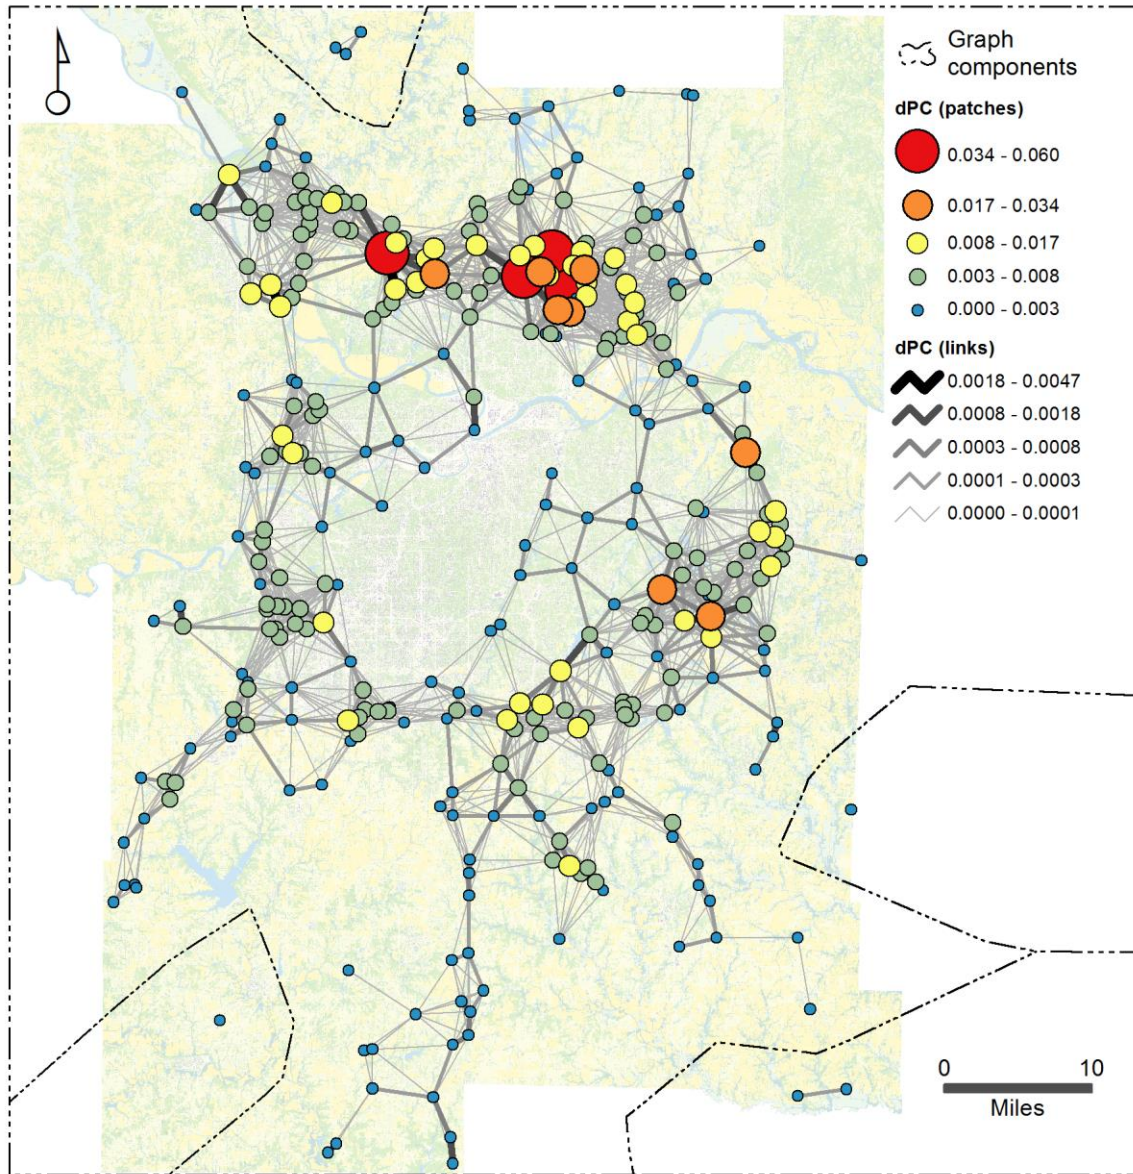 Graph
components
dPC (patches)
0.034 - 0.060
0.017 - 0.034
0.008 - 0.017
0.003 - 0.008
0.000 - 0.003
dPC (links)
0.0018 - 0.0047
0.0008 - 0.0018
0.0003 - 0.0008
0.0001 - 0.0003
0.0000 - 0.0001
0 10
Miles